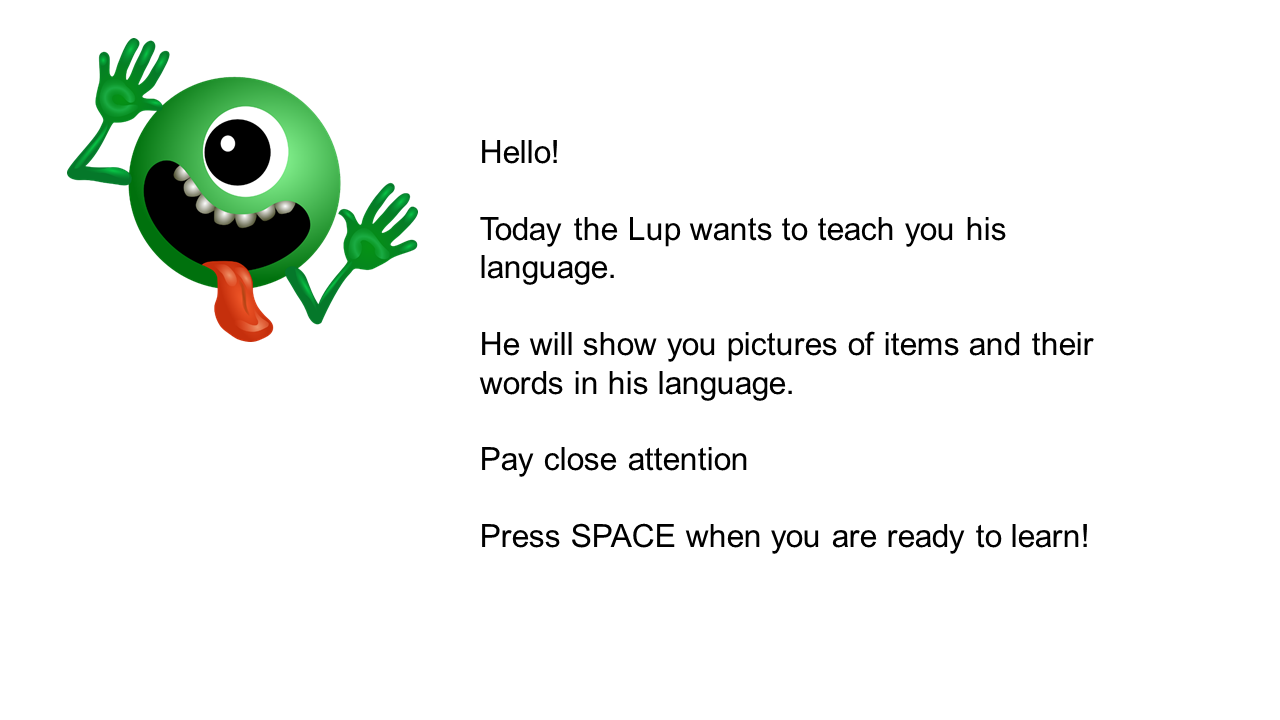 Hello!
Today the Lup wants to teach you his
language.
He will show you pictures of items and their
words in his language.
Pay close attention
Press SPACE when you are ready to learn!